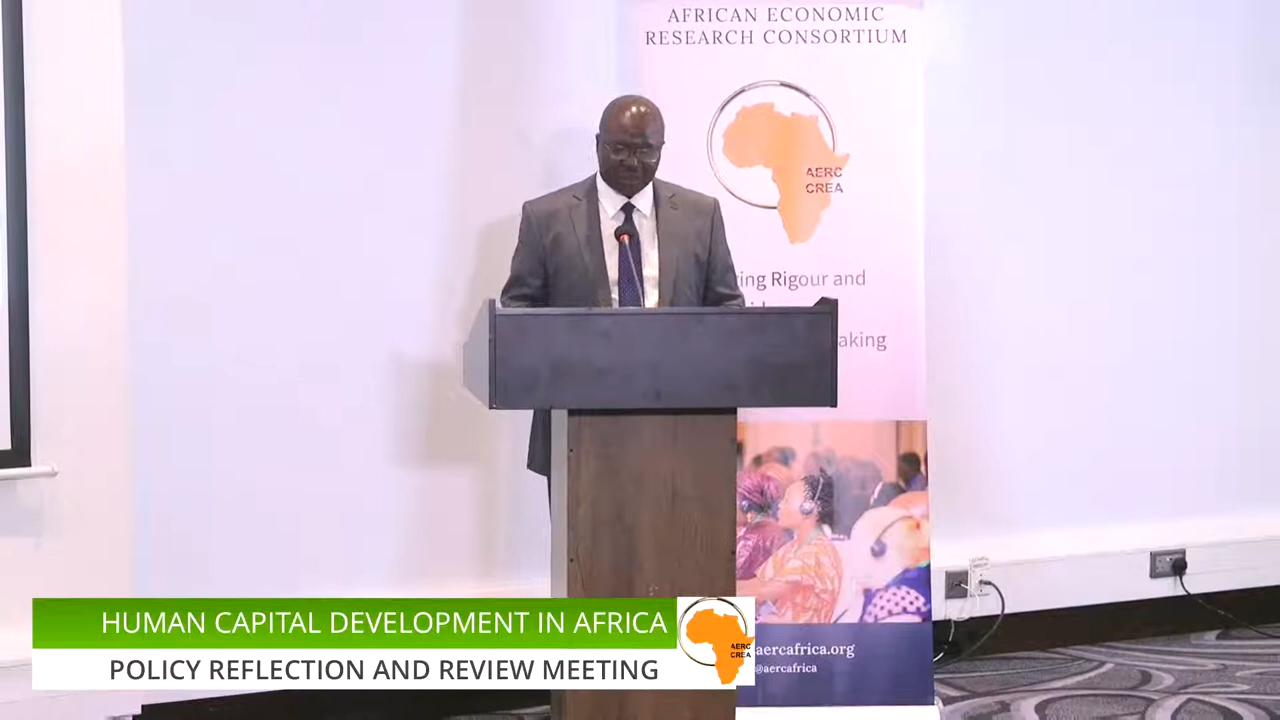 AFRICAN ECONOMIC
RESEARCH CONSORTIUM
AERC
CREA
Rigour and
aercafrica.org
@aercafrica
HUMAN CAPITAL DEVELOPMENT IN AFRICA
POLICY REFLECTION AND REVIEW MEETING
AERC
CREA